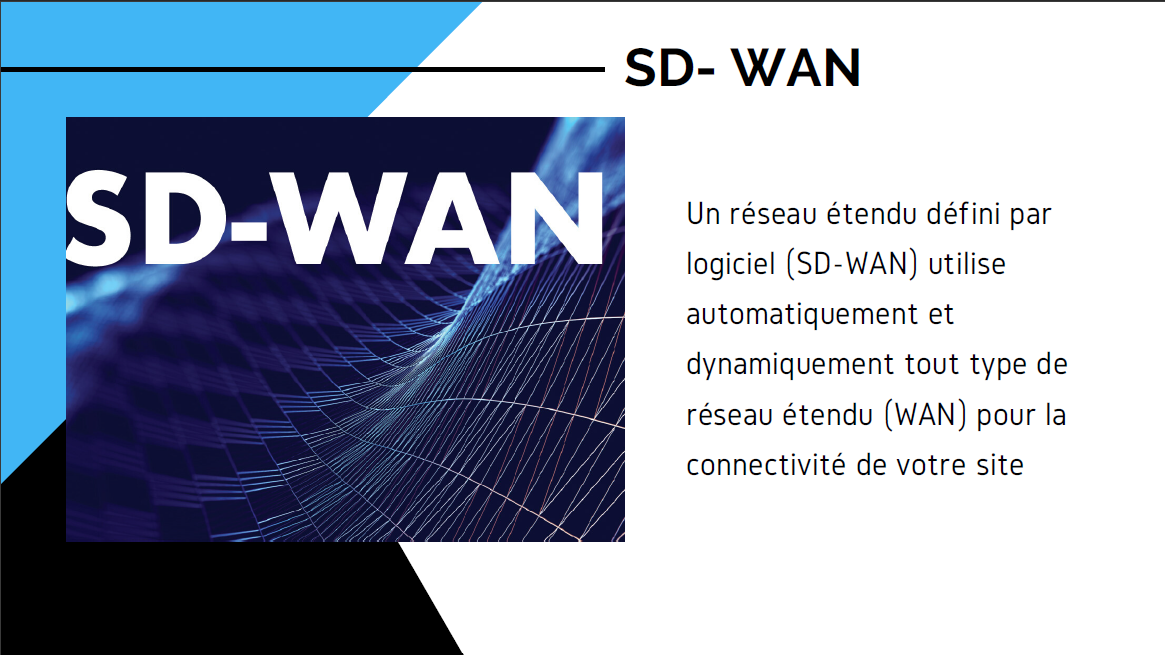 SD- WAN
SD-WAN
Un réseau étendu défini par
logiciel (SD-WAN) utilise
automatiquement et
dynamiquement tout type de
réseau étendu (WAN) pour la
connectivité de votre site